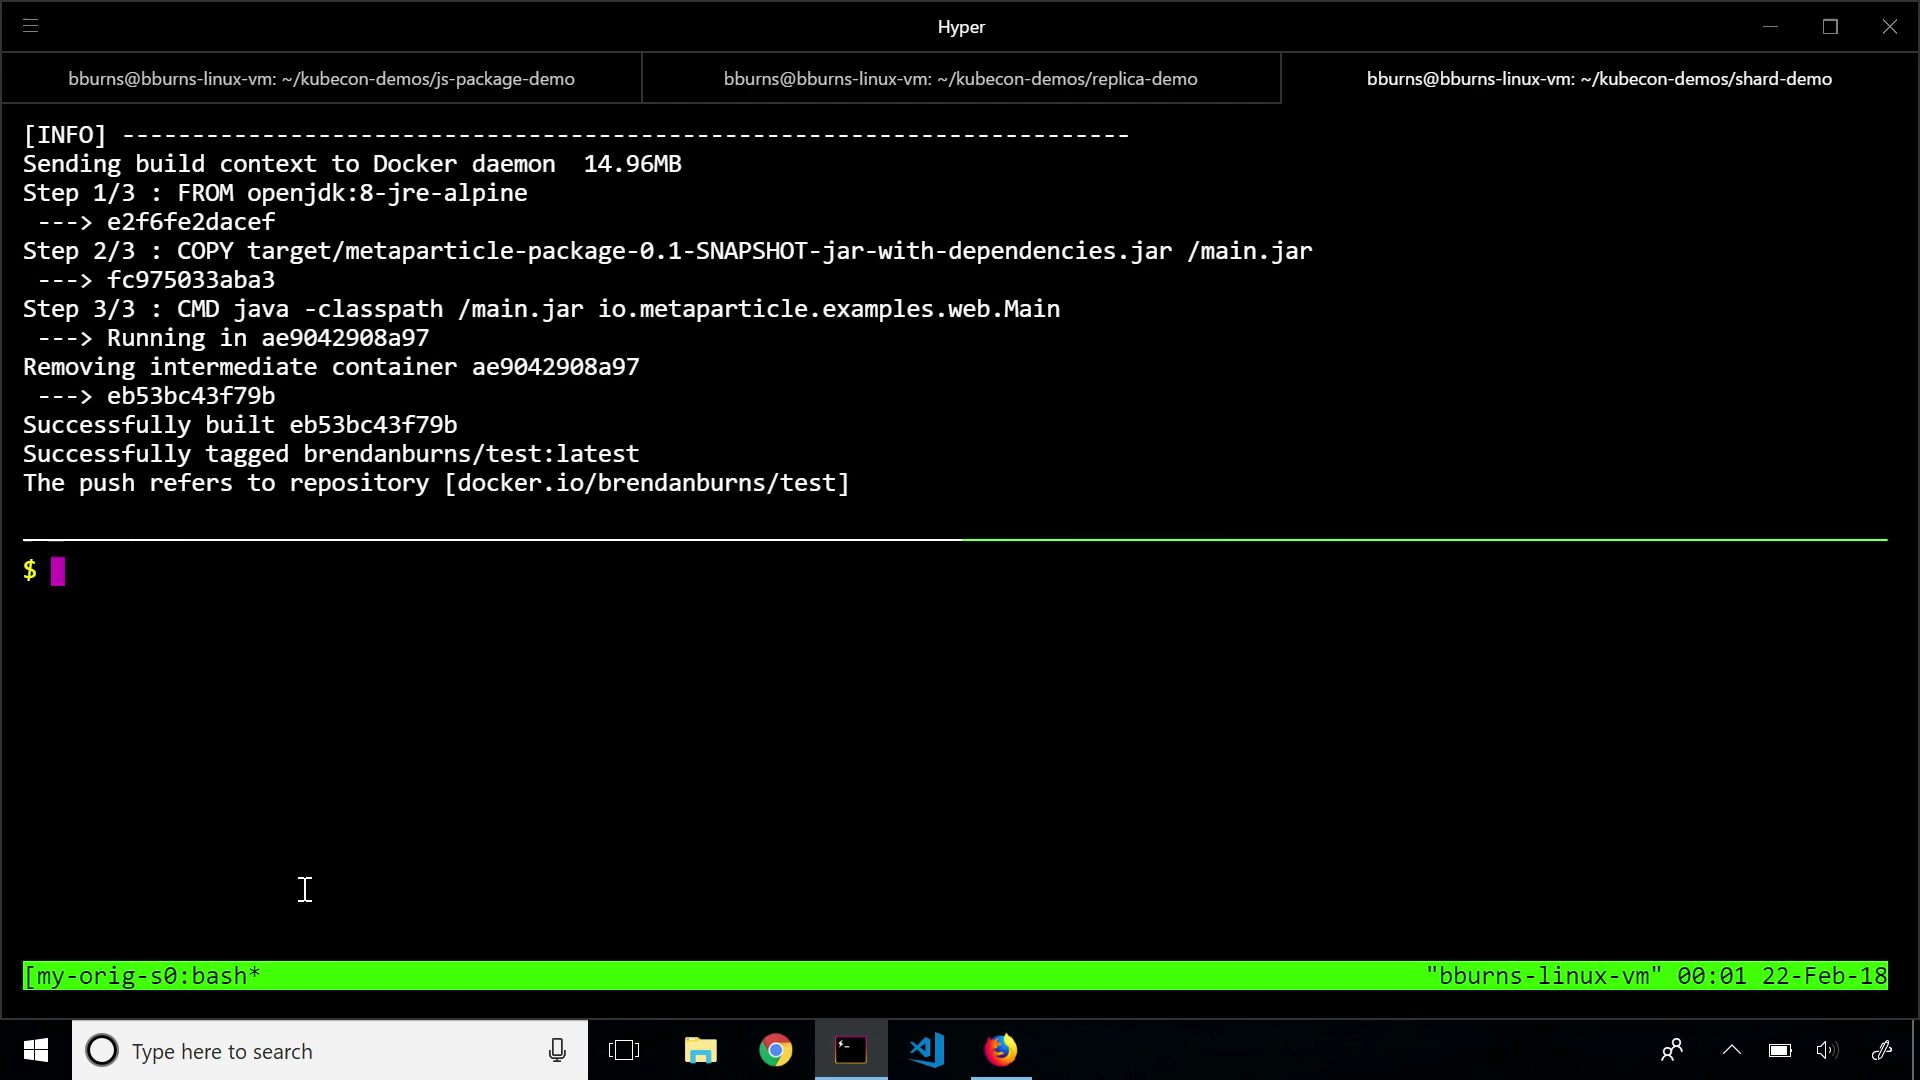 Hyper
bburns@bburns-linux-vm: ~/kubecon-demos/js-package-demo
bburns@bburns-linux-vm: ~/kubecon-demos/replica-demo
bburns@bburns-linux-vm: ~/kubecon-demos/shard-demo
[INFO] ------------------------------------------------------------------------
Sending build context to Docker daemon  14.96MB
Step 1/3 : FROM openjdk:8-jre-alpine
 ---> e2f6fe2dacef
Step 2/3 : COPY target/metaparticle-package-0.1-SNAPSHOT-jar-with-dependencies.jar /main.jar
 ---> fc975033aba3
Step 3/3 : CMD java -classpath /main.jar io.metaparticle.examples.web.Main
 ---> Running in ae9042908a97
Removing intermediate container ae9042908a97
 ---> eb53bc43f79b
Successfully built eb53bc43f79b
Successfully tagged brendanburns/test:latest
The push refers to repository [docker.io/brendanburns/test]
$
[my-orig-s0:bash* "bburns-linux-vm" 00:01 22-Feb-18
Type here to search